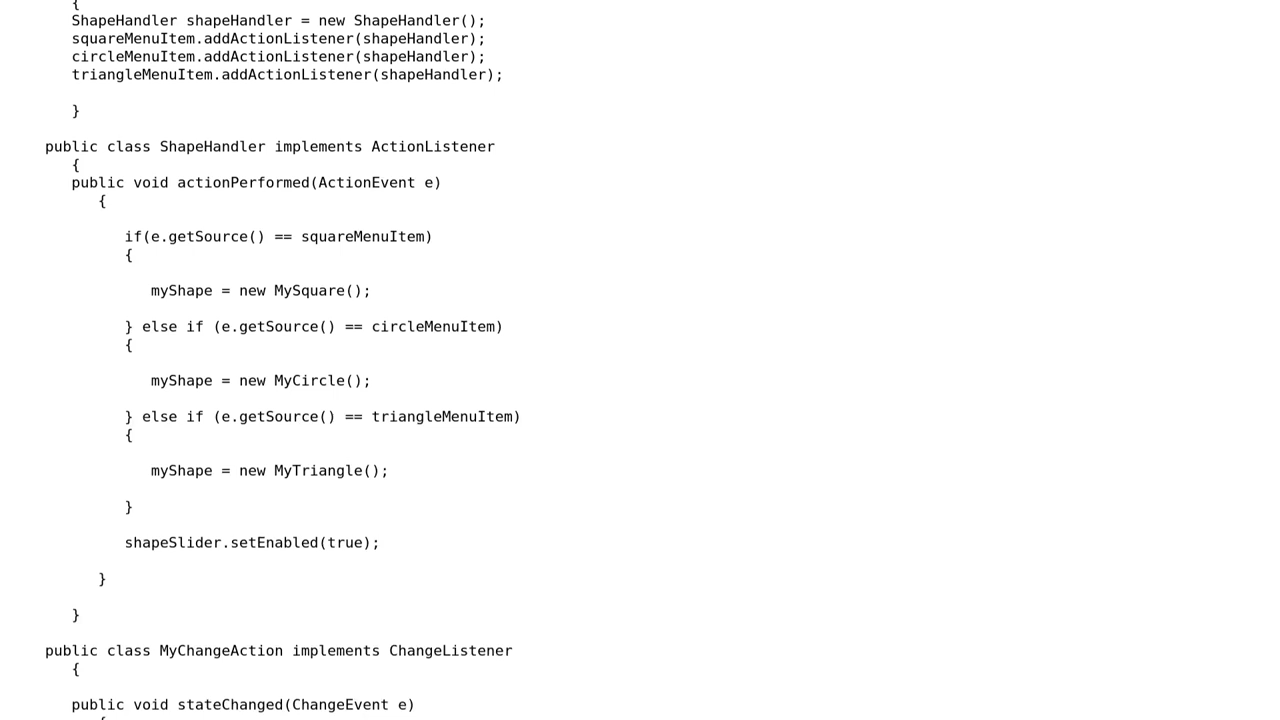 {
ShapeHandler shapeHandler = new ShapeHandler();
squareMenuItem.addActionListener(shapeHandler);
circleMenuItem.addActionListener(shapeHandler);
triangleMenuItem.addActionListener(shapeHandler);
}
public class ShapeHandler implements ActionListener
{
public void actionPerformed(ActionEvent e)
{
if(e.getSource() == squareMenuItem)
{
myShape = new MySquare();
} else if (e.getSource() == circleMenuItem)
{
myShape = new MyCircle();
} else if (e.getSource() == triangleMenuItem)
{
myShape = new MyTriangle();
}
shapeSlider.setEnabled(true);
}
}
public class MyChangeAction implements ChangeListener
{
public void stateChanged(ChangeEvent e)
{